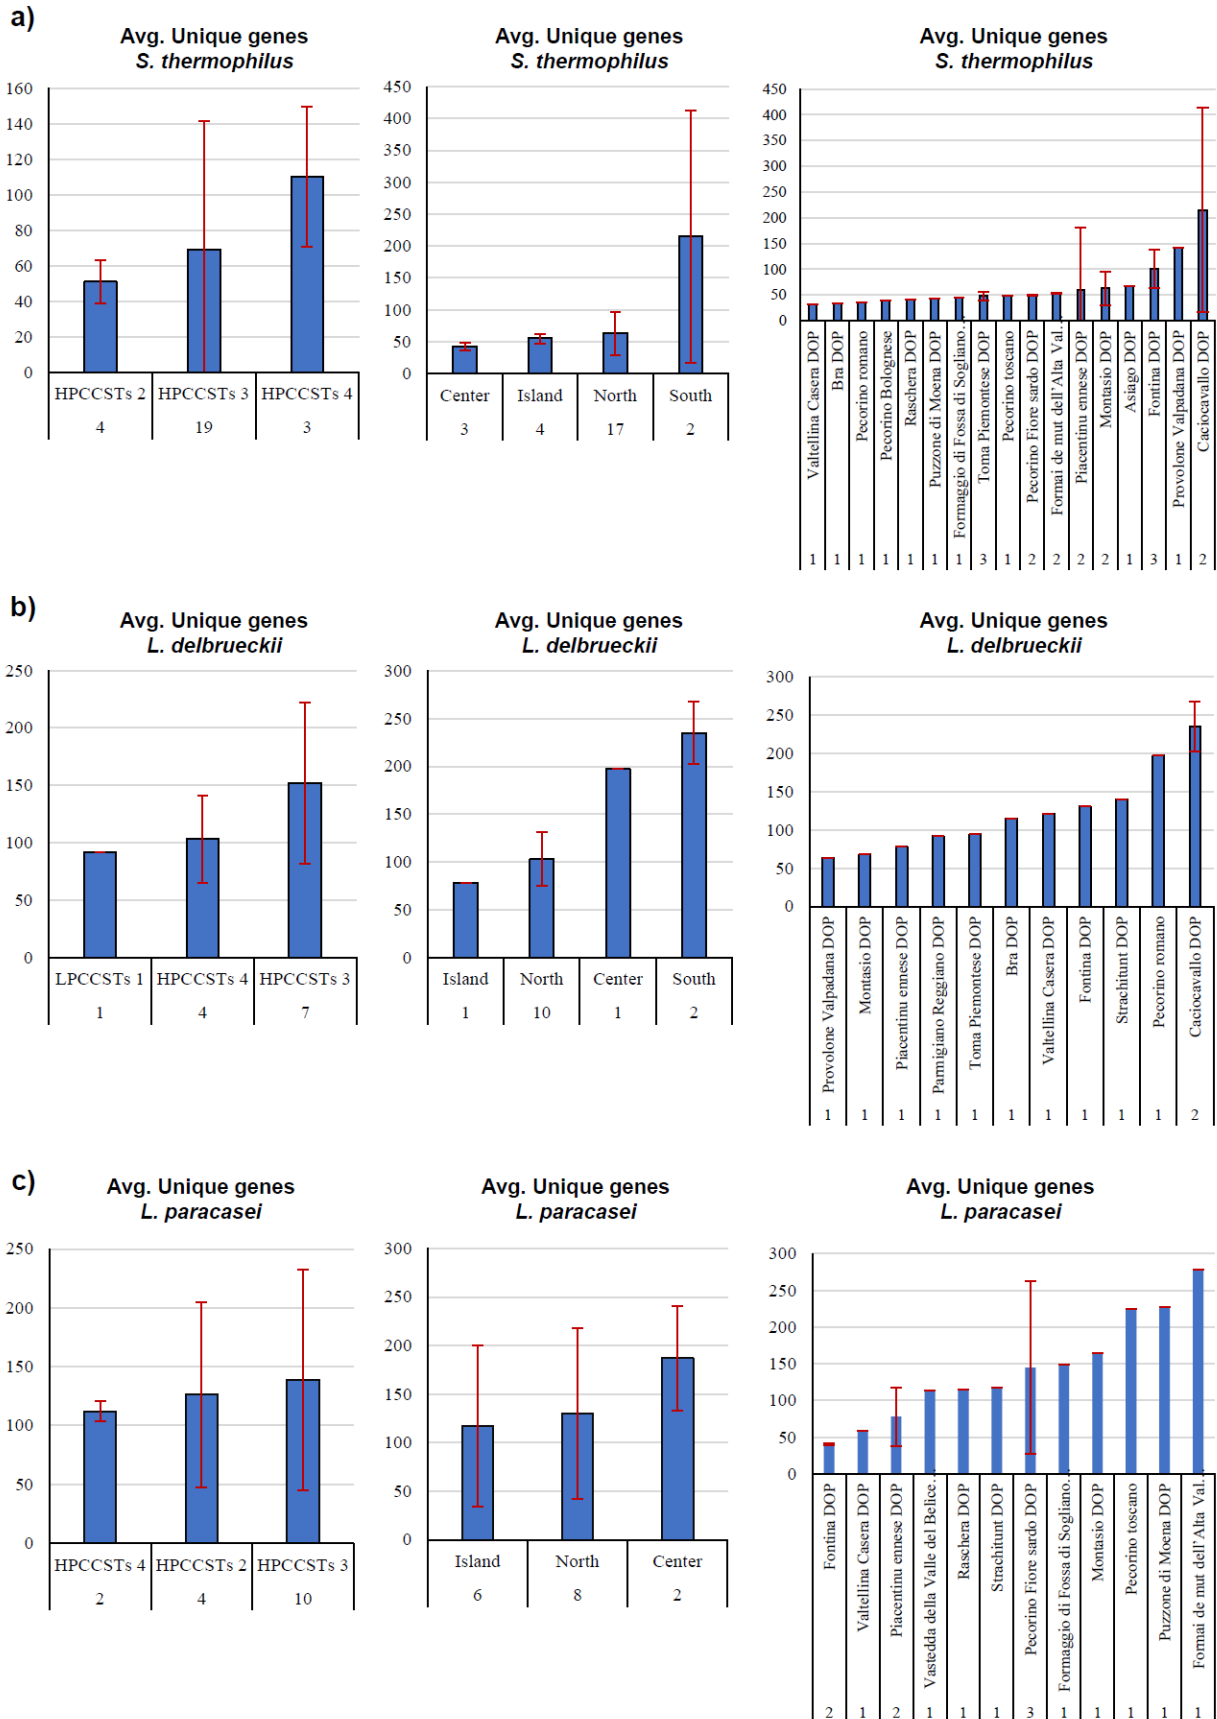 a)
Avg. Unique genes
S. thermophilus
160
140
120
100
80
60
40
20
0
HPCCSTs 2
HPCCSTs 3
HPCCSTs 4
4
19
3
Avg. Unique genes
S. thermophilus
450
400
350
300
250
200
150
100
50
0
Center
Island
North
South
3
4
17
2
Avg. Unique genes
S. thermophilus
450
400
350
300
250
200
150
100
50
0
Valtellina Casera DOP
Bra DOP
Pecorino romano
Pecorino Bolognese
Raschera DOP
Puzzone di Moena DOP
Formaggio di Fossa di Sogliano…
Toma Piemontese DOP
Pecorino toscano
Pecorino Fiore sardo DOP
Formai de mut dell'Alta Val…
Piacentinu ennese DOP
Montasio DOP
Asiago DOP
Fontina DOP
Provolone Valpadana DOP
Caciocavallo DOP
1
1
1
1
1
1
1
3
1
2
2
2
2
1
3
1
2
b)
Avg. Unique genes
L. delbrueckii
250
200
150
100
50
0
LPCCSTs 1
HPCCSTs 4
HPCCSTs 3
1
4
7
Avg. Unique genes
L. delbrueckii
300
250
200
150
100
50
0
Island
North
Center
South
1
10
1
2
Avg. Unique genes
L. delbrueckii
300
250
200
150
100
50
0
Provolone Valpadana DOP
Montasio DOP
Piacentinu ennese DOP
Parmigiano Reggiano DOP
Toma Piemontese DOP
Bra DOP
Valtellina Casera DOP
Fontina DOP
Strachitunt DOP
Pecorino romano
Caciocavallo DOP
1
1
1
1
1
1
1
1
1
1
2
c)
Avg. Unique genes
L. paracasei
250
200
150
100
50
0
HPCCSTs 4
HPCCSTs 2
HPCCSTs 3
2
4
10
Avg. Unique genes
L. paracasei
300
250
200
150
100
50
0
Island
North
Center
6
8
2
Avg. Unique genes
L. paracasei
300
250
200
150
100
50
0
Fontina DOP
Valtellina Casera DOP
Piacentinu ennese DOP
Vastedda della Valle del Belice…
Raschera DOP
Strachitunt DOP
Pecorino Fiore sardo DOP
Formaggio di Fossa di Sogliano…
Montasio DOP
Pecorino toscano
Puzzone di Moena DOP
Formai de mut dell'Alta Val…
2
1
2
1
1
1
3
1
1
1
1
1